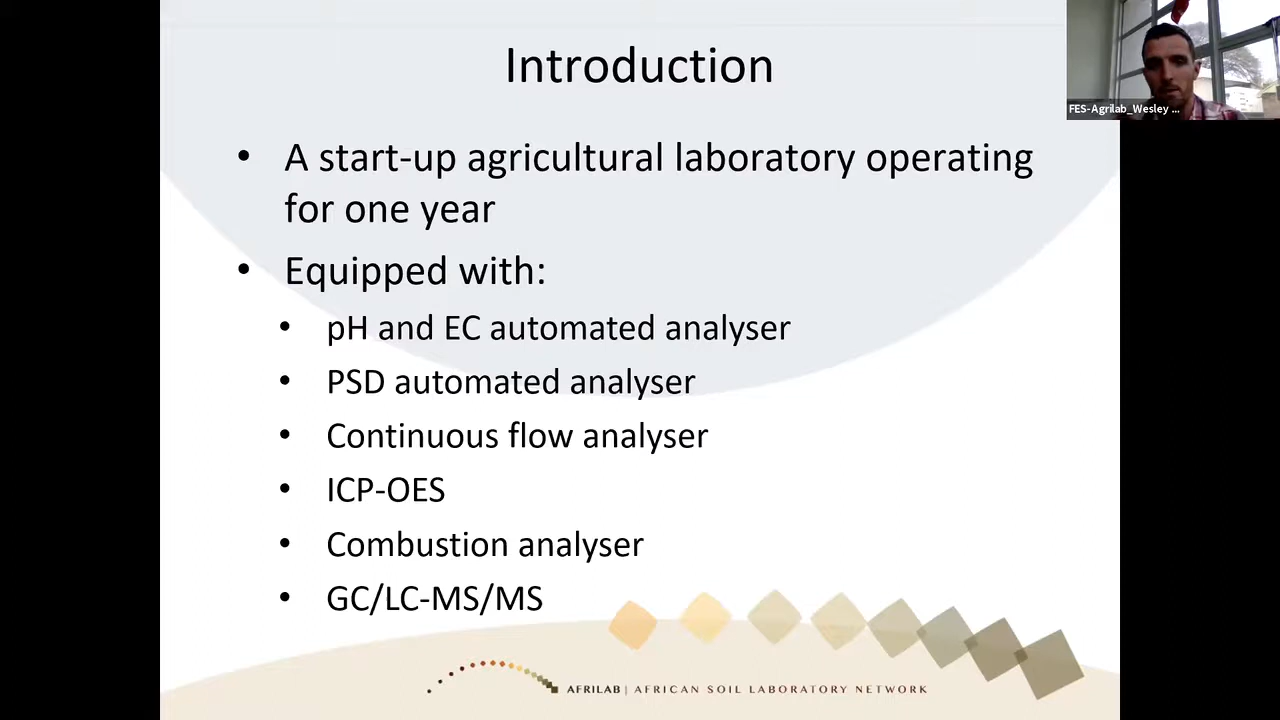 Introduction
FES-Agrilab_Wesley ...
• A start-up agricultural laboratory operating
for one year
• Equipped with:
• pH and EC automated analyser
• PSD automated analyser
• Continuous flow analyser
• ICP-OES
• Combustion analyser
• GC/LC-MS/MS
AFRILAB | AFRICAN SOIL LABORATORY NETWORK